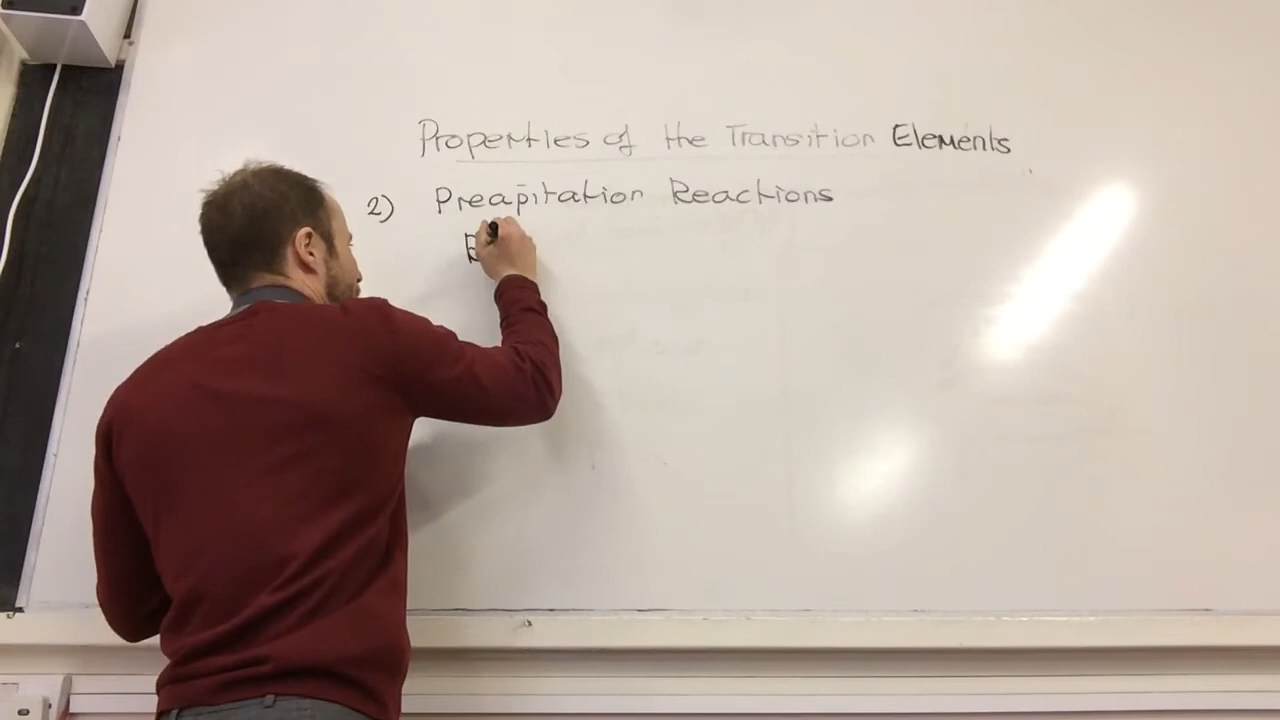 Properties of the Transition Elements
2) Precipitation Reactions